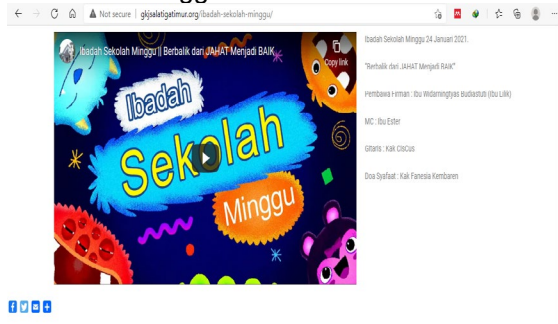 Not secure | gkjsalatigatimur.org/ibadah-sekolah-minggu/
Ibadah Sekolah Minggu || Berbalik dari JAHAT Menjadi BAIK
Copy link
Ibadah
Sekolah
Minggu
Ibadah Sekolah Minggu 24 Januari 2021.
"Berbalik dari JAHAT Menjadi BAIK"
Pembawa Firman : Ibu Widarningtyas Budiastuti (Ibu Lilik)
MC : Ibu Ester
Gitaris : Kak CisCus
Doa Syafaat : Kak Fanesia Kembaren